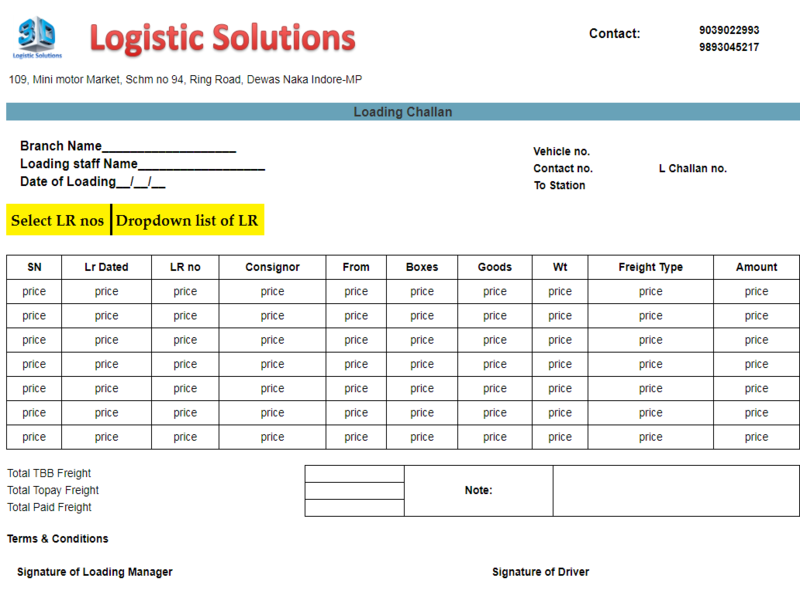 3D
Logistic Solutions
Logistic Solutions
Contact:
9039022993
9893045217
109, Mini motor Market, Schm no 94, Ring Road, Dewas Naka Indore-MP
Loading Challan
Branch Name___________________
Loading staff Name__________________
Date of Loading__/__/__
Vehicle no.
Contact no. L Challan no.
To Station
Select LR nos Dropdown list of LR
SN Lr Dated LR no Consignor From Boxes Goods Wt Freight Type Amount
price price price price price price price price price price
price price price price price price price price price price
price price price price price price price price price price
price price price price price price price price price price
price price price price price price price price price price
price price price price price price price price price price
price price price price price price price price price price
Total TBB Freight
Total Topay Freight
Total Paid Freight
Note:
Terms & Conditions
Signature of Loading Manager Signature of Driver